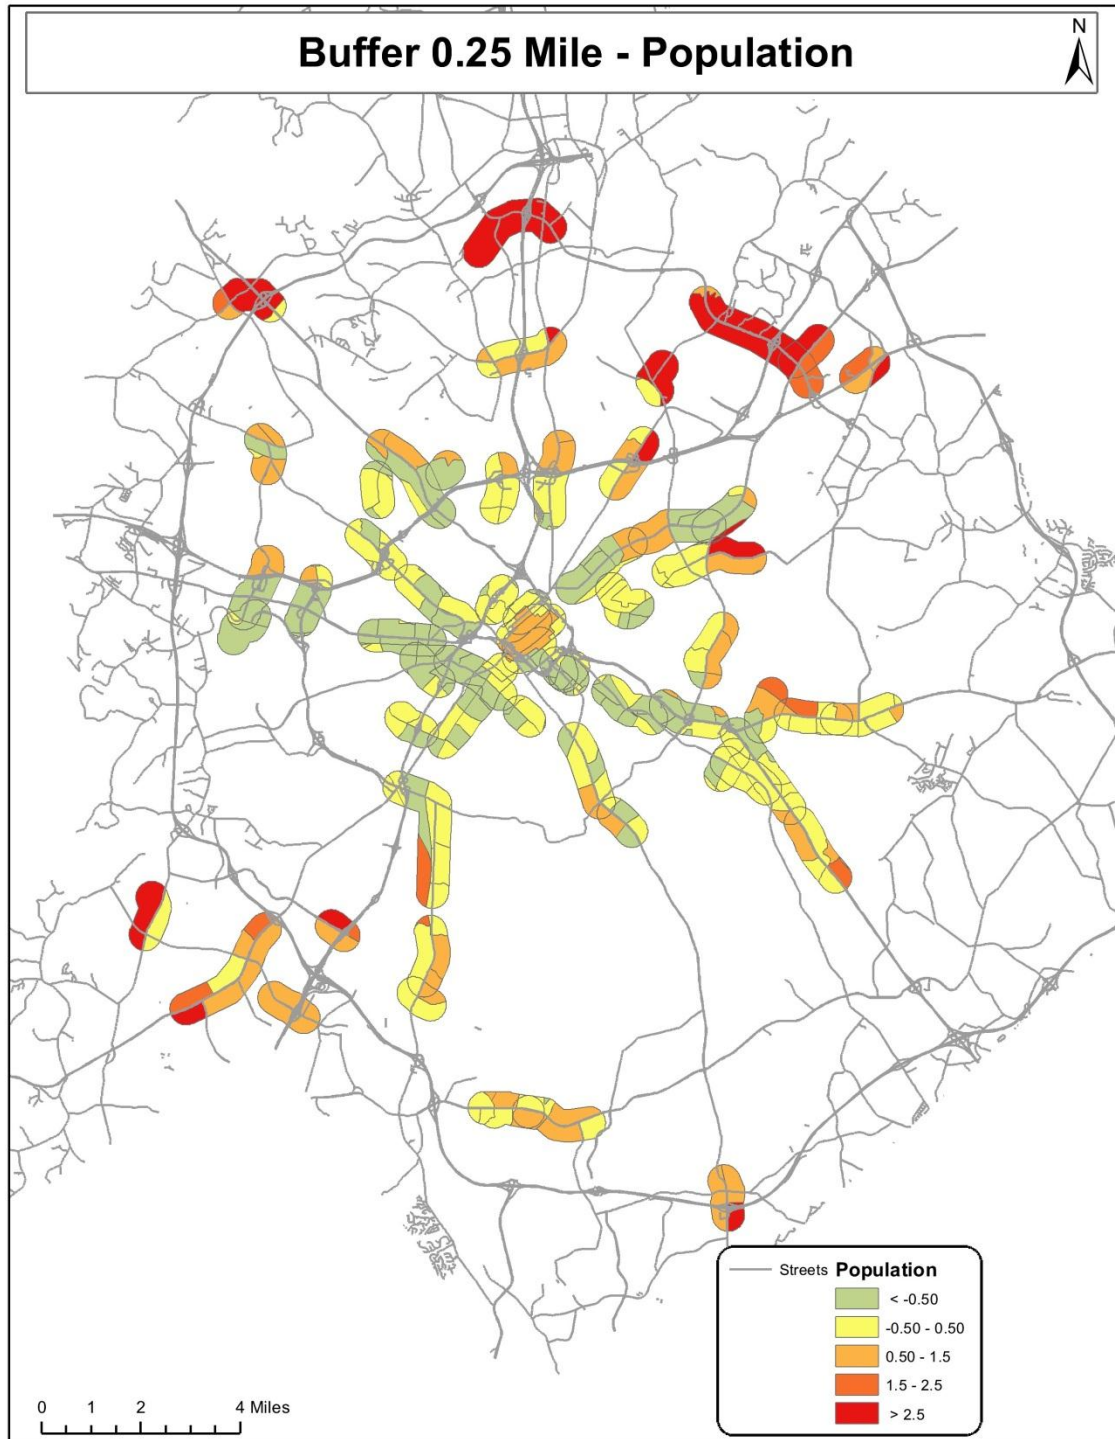 Buffer 0.25 Mile - Population
N
Streets Population
< -0.50
-0.50 - 0.50
0.50 - 1.5
1.5 - 2.5
> 2.5
0 1 2 4 Miles